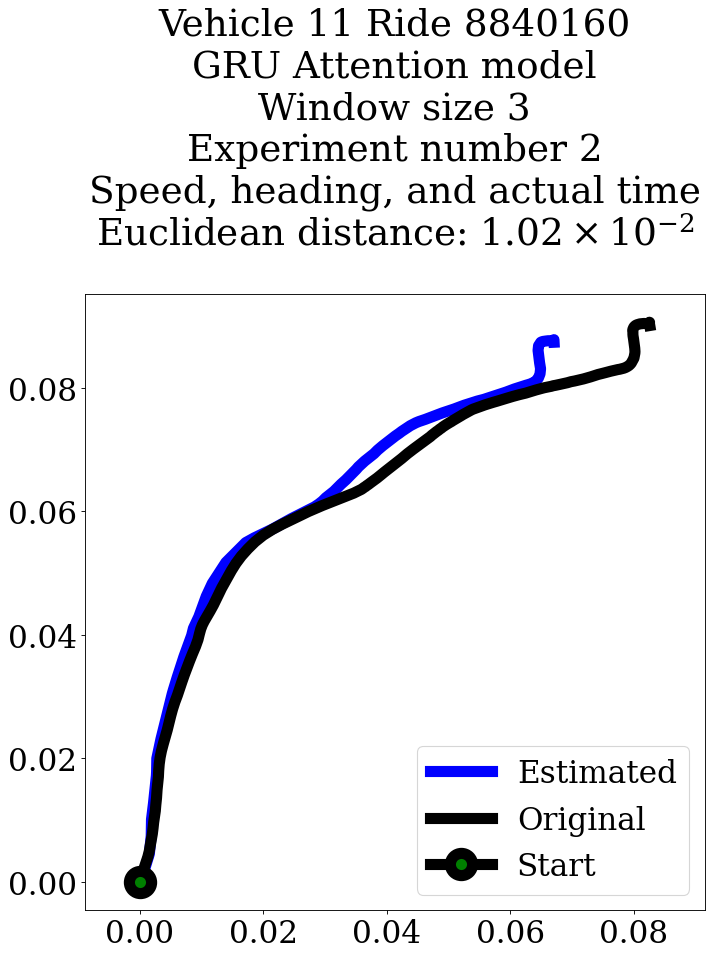 Vehicle 11 Ride 8840160
GRU Attention model
Window size 3
Experiment number 2
Speed, heading, and actual time
Euclidean distance: 1.02 × 10⁻²
0.08
0.06
0.04
0.02
0.00
Estimated
Original
Start
0.00 0.02 0.04 0.06 0.08